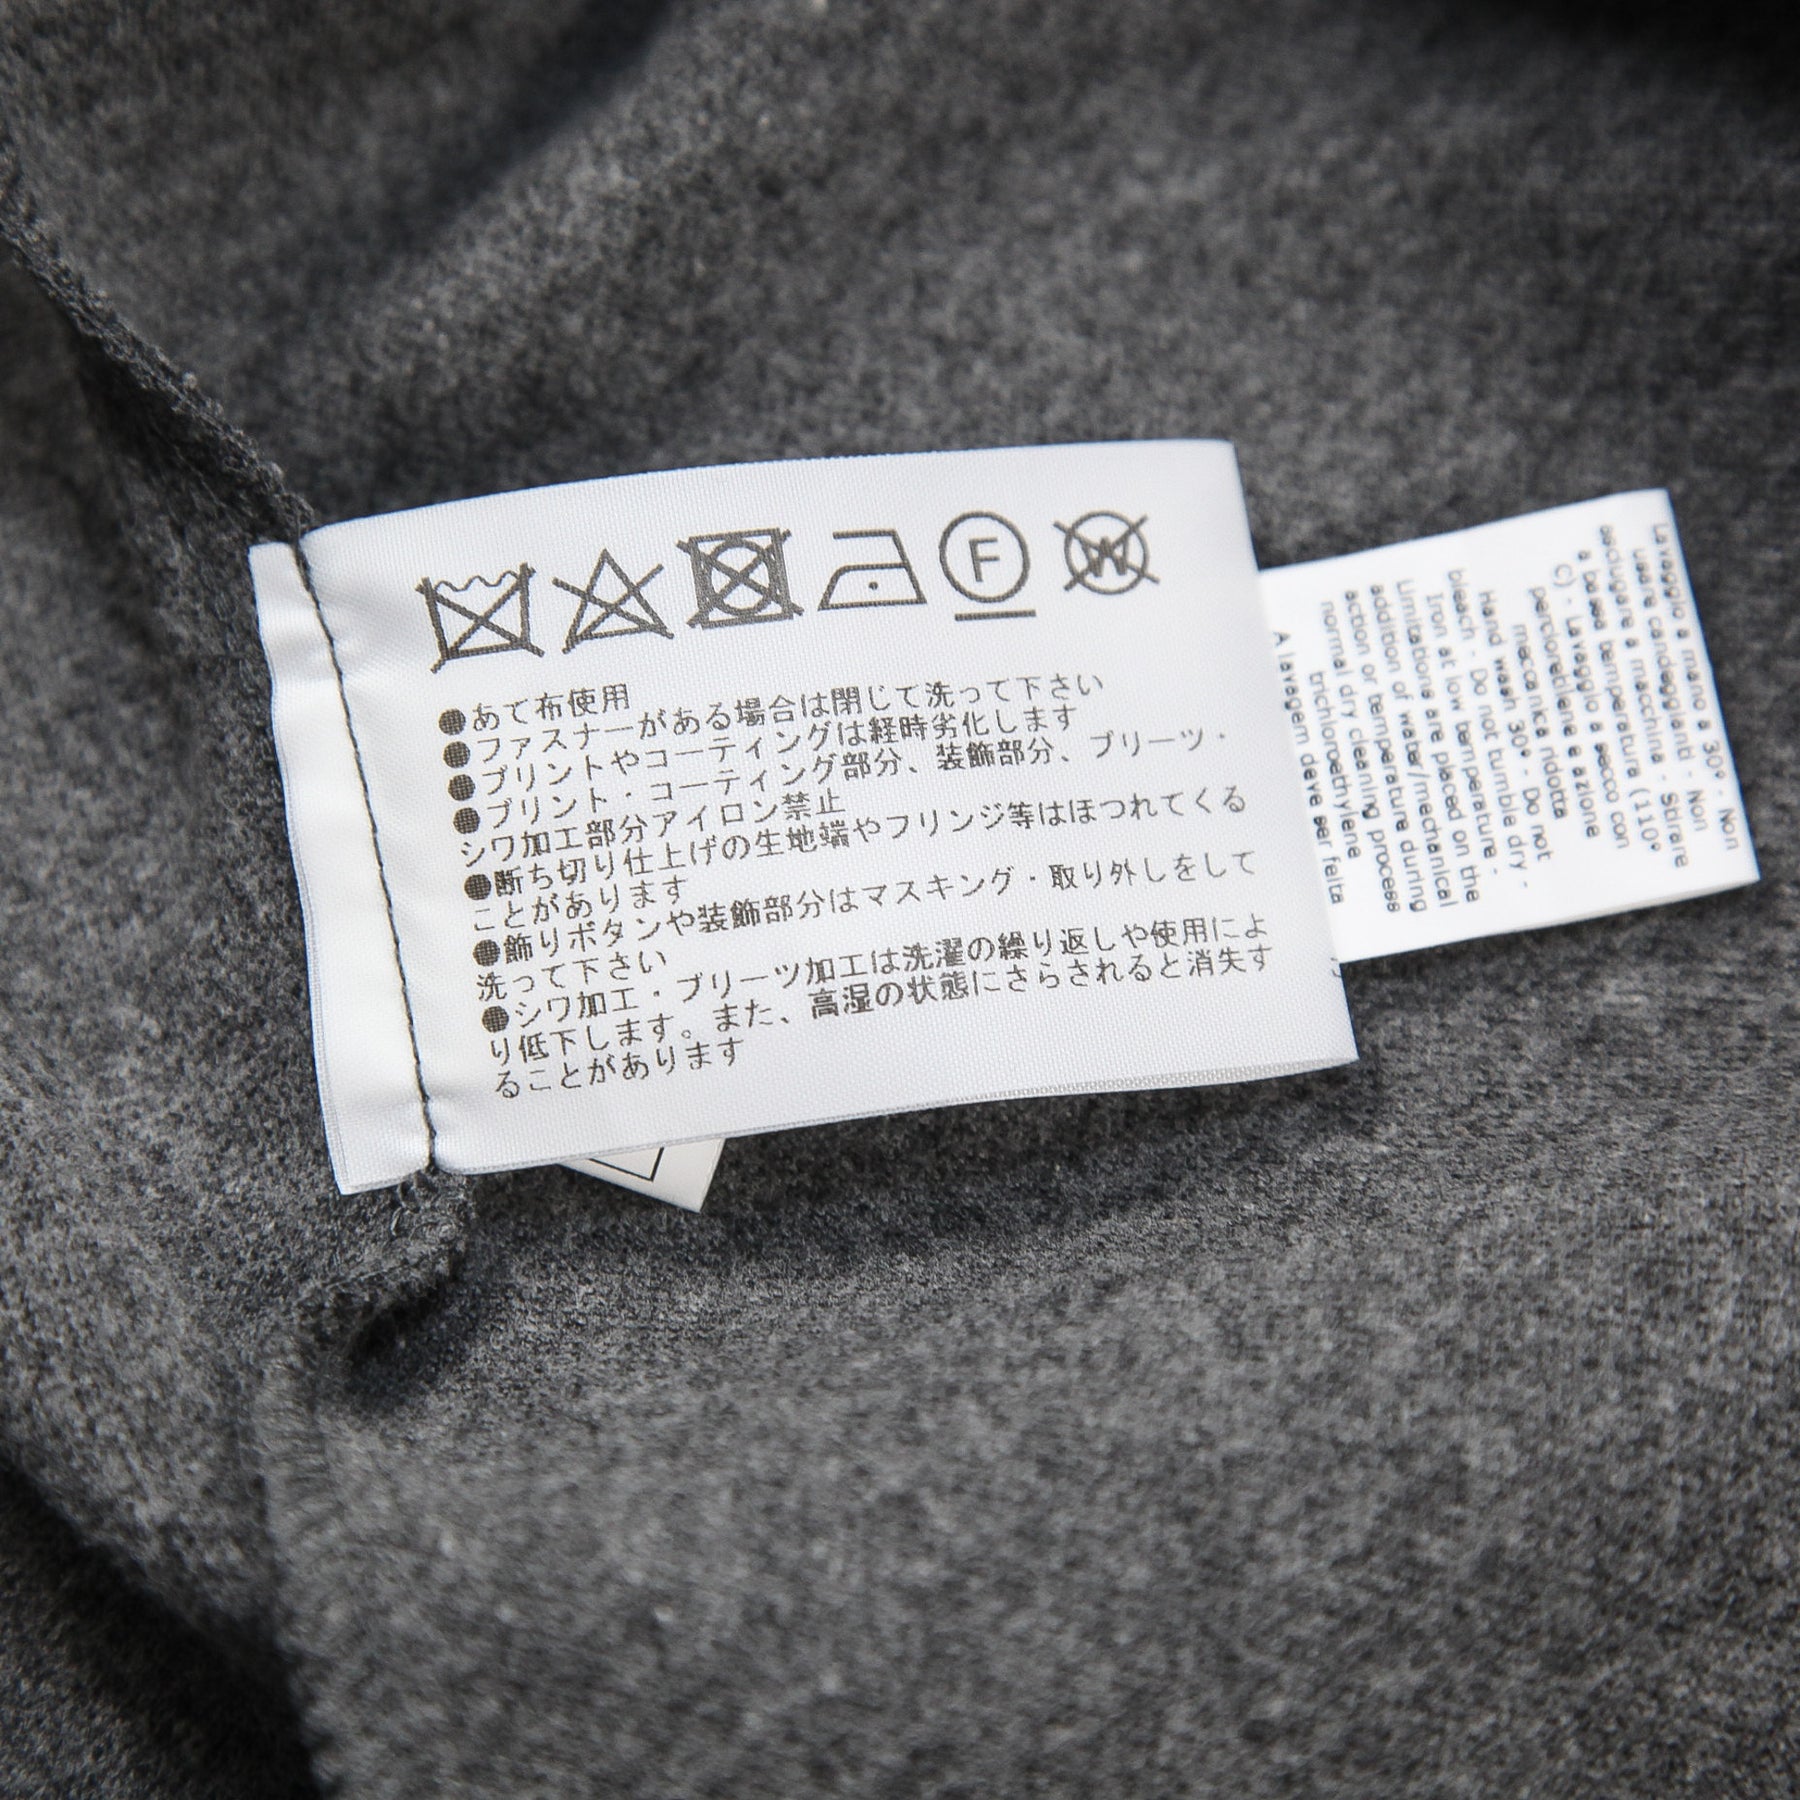 F
W
●あて布使用
●ファスナーがある場合は閉じて洗って下さい
●プリントやコーティングは経時劣化します
●プリント・コーティング部分、装飾部分、プリーツ・
シワ加工部分アイロン禁止
●断ち切り仕上げの生地端やフリンジ等はほつれてくる
ことがあります
●飾りボタンや装飾部分はマスキング・取り外しをして
洗って下さい
●シワ加工・プリーツ加工は洗濯の繰り返しや使用によ
り低下します。また、高湿の状態にさらされると消失す
ることがあります
Lavaggio a mano a 30° - Non
usare candeggianti - Non
asciugare a macchina - Stirare
a bassa temperatura (110°
C) - Lavaggio a secco con
percloretilene e azione
meccanica ridotta
Hand wash 30° - Do not
bleach - Do not tumble dry -
Iron at low temperature -
Limitations are placed on the
addition of water/mechanical
action or temperature during
normal dry cleaning process
trichloroethylene
A lavagem deve ser feita